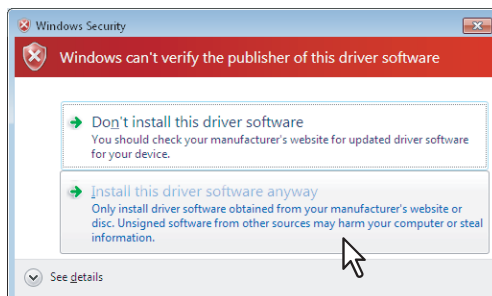 Windows Security
Windows can't verify the publisher of this driver software
Don't install this driver software
You should check your manufacturer's website for updated driver software
for your device.
Install this driver software anyway
Only install driver software obtained from your manufacturer's website or
disc. Unsigned software from other sources may harm your computer or steal
information.
See details